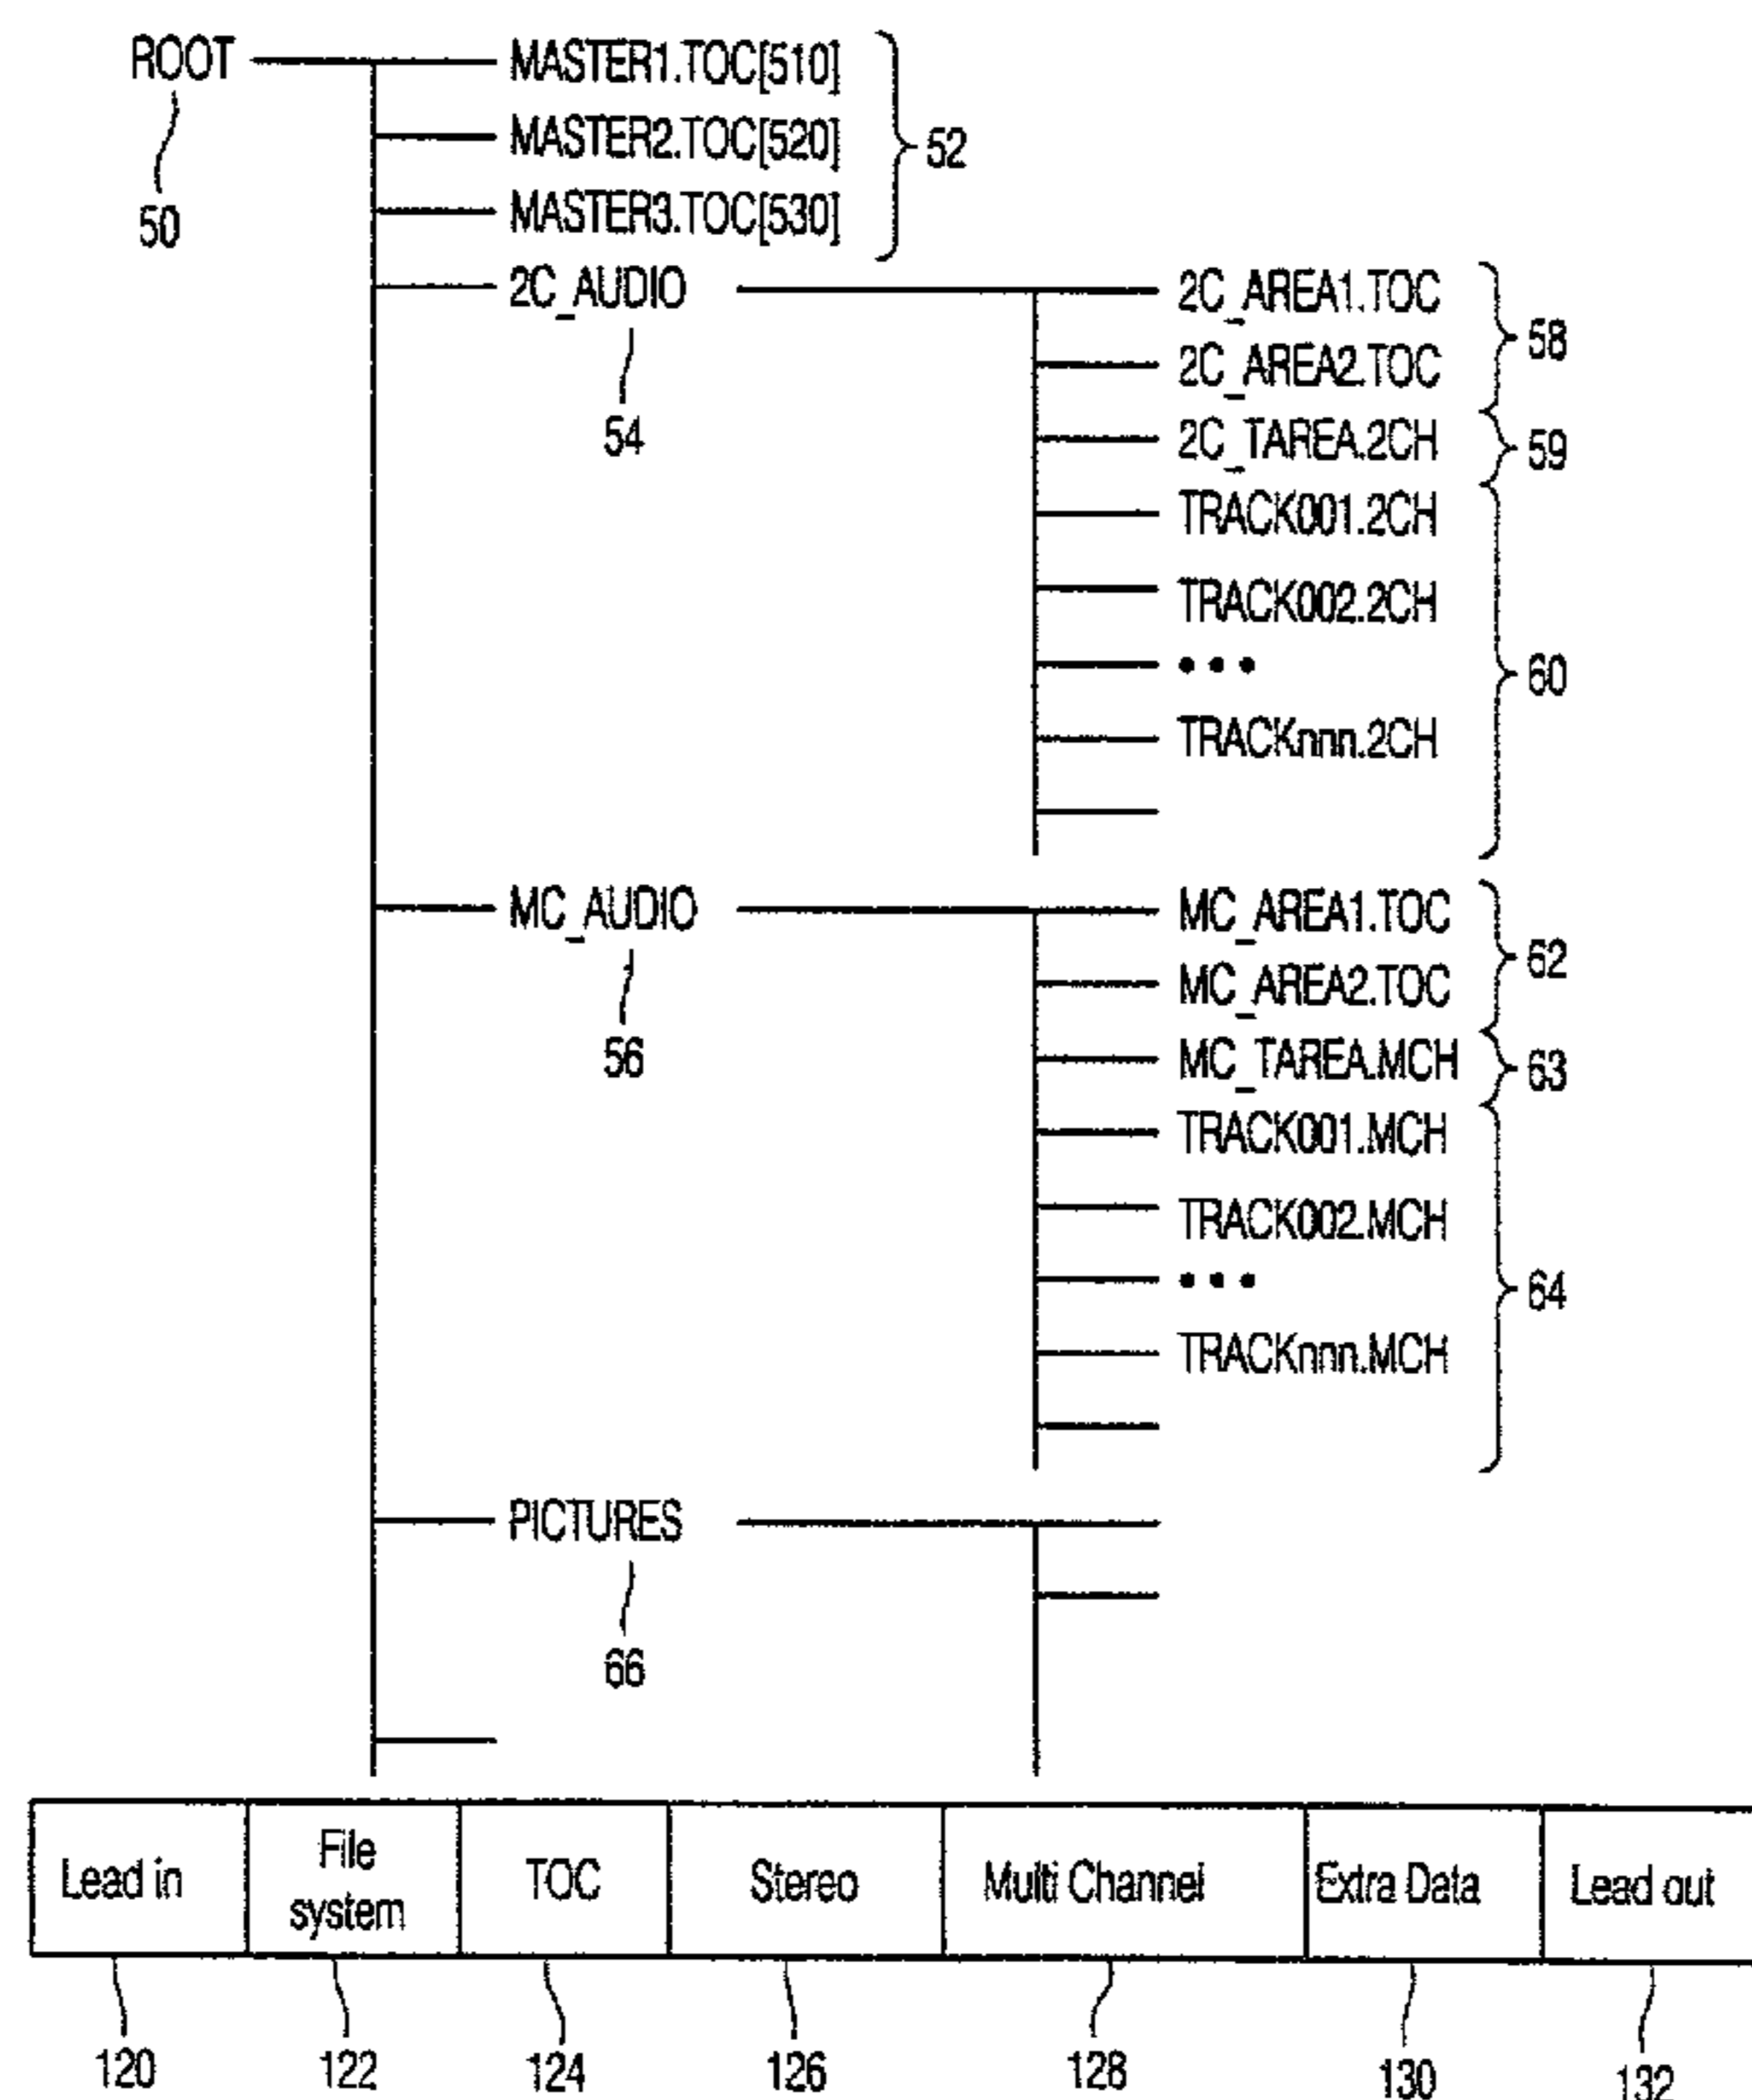 ROOT
50
MASTER1.TOC[510]
MASTER2.TOC[520]
MASTER3.TOC[530]
52
2C_AUDIO
54
2C_AREA1.TOC
2C_AREA2.TOC
58
2C_TAREA.2CH
59
TRACK001.2CH
TRACK002.2CH
• • •
TRACKnnn.2CH
60
MC_AUDIO
56
MC_AREA1.TOC
MC_AREA2.TOC
62
MC_TAREA.MCH
63
TRACK001.MCH
TRACK002.MCH
• • •
TRACKnnn.MCH
64
PICTURES
66
Lead in
File
system
TOC
Stereo
Multi Channel
Extra Data
Lead out
120
122
124
126
128
130
132